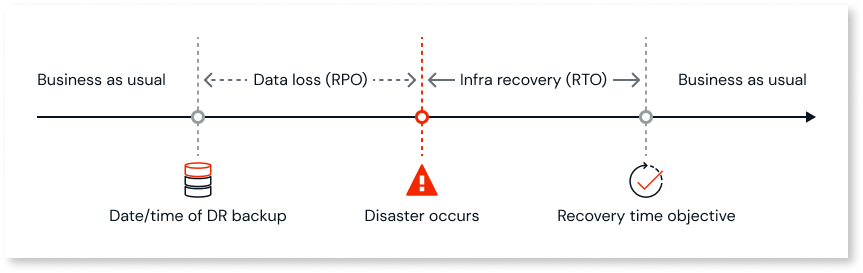 Business as usual
Data loss (RPO)
Infra recovery (RTO)
Business as usual
Date/time of DR backup
Disaster occurs
Recovery time objective